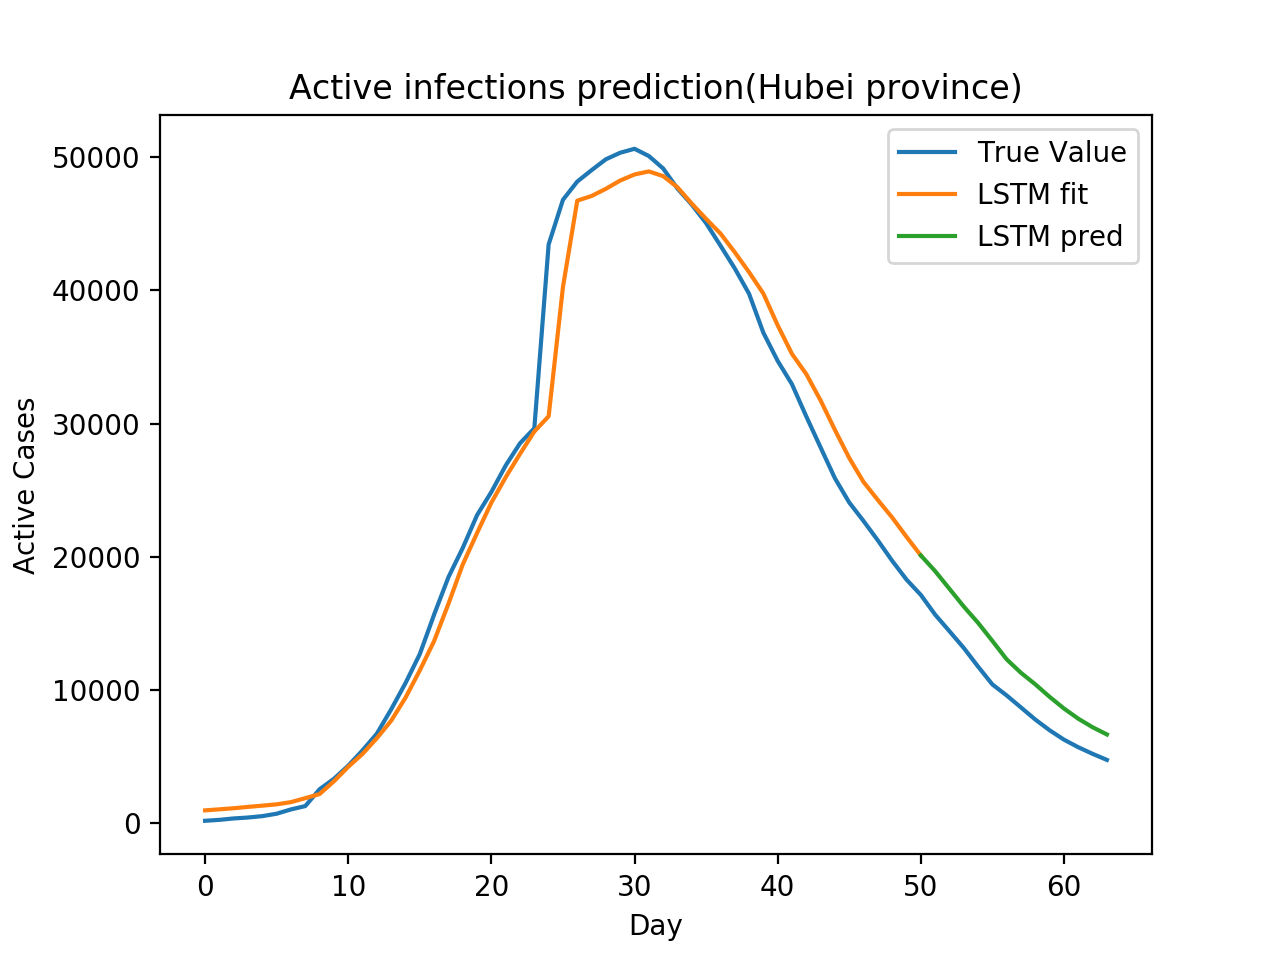 Active infections prediction(Hubei province)
True Value
LSTM fit
LSTM pred
50000
40000
30000
20000
10000
0
Active Cases
0 10 20 30 40 50 60
Day